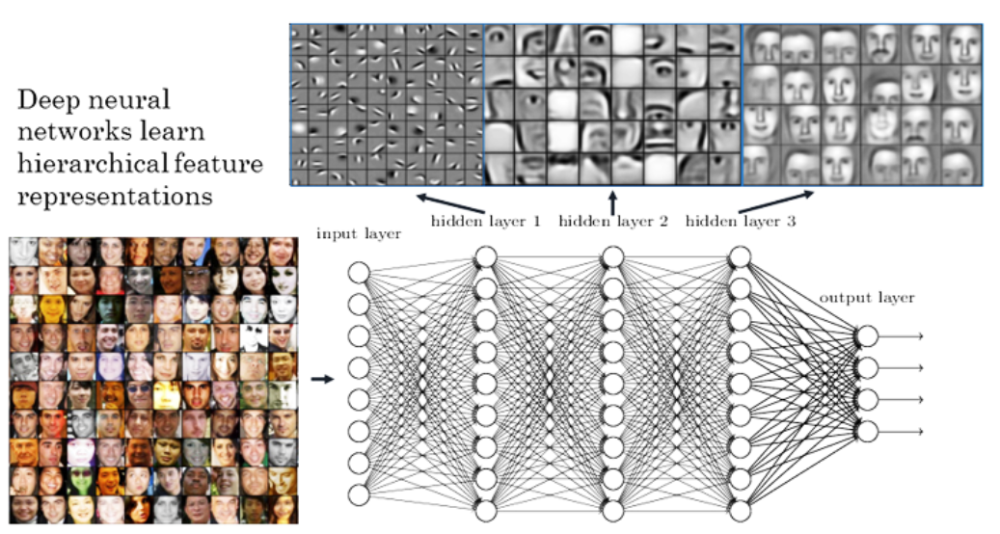 Deep neural
networks learn
hierarchical feature
representations
input layer
hidden layer 1
hidden layer 2
hidden layer 3
output layer